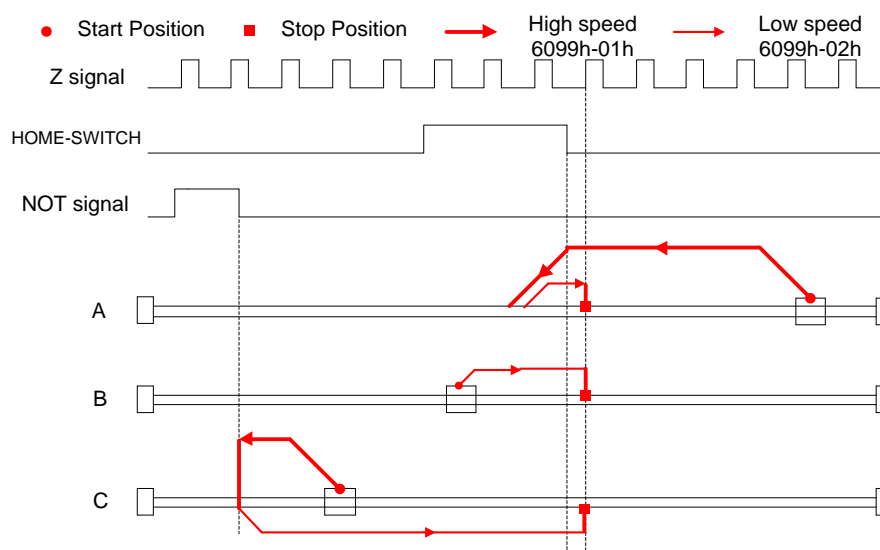 Start Position
Stop Position
High speed
6099h-01h
Low speed
6099h-02h
Z signal
HOME-SWITCH
NOT signal
A
B
C